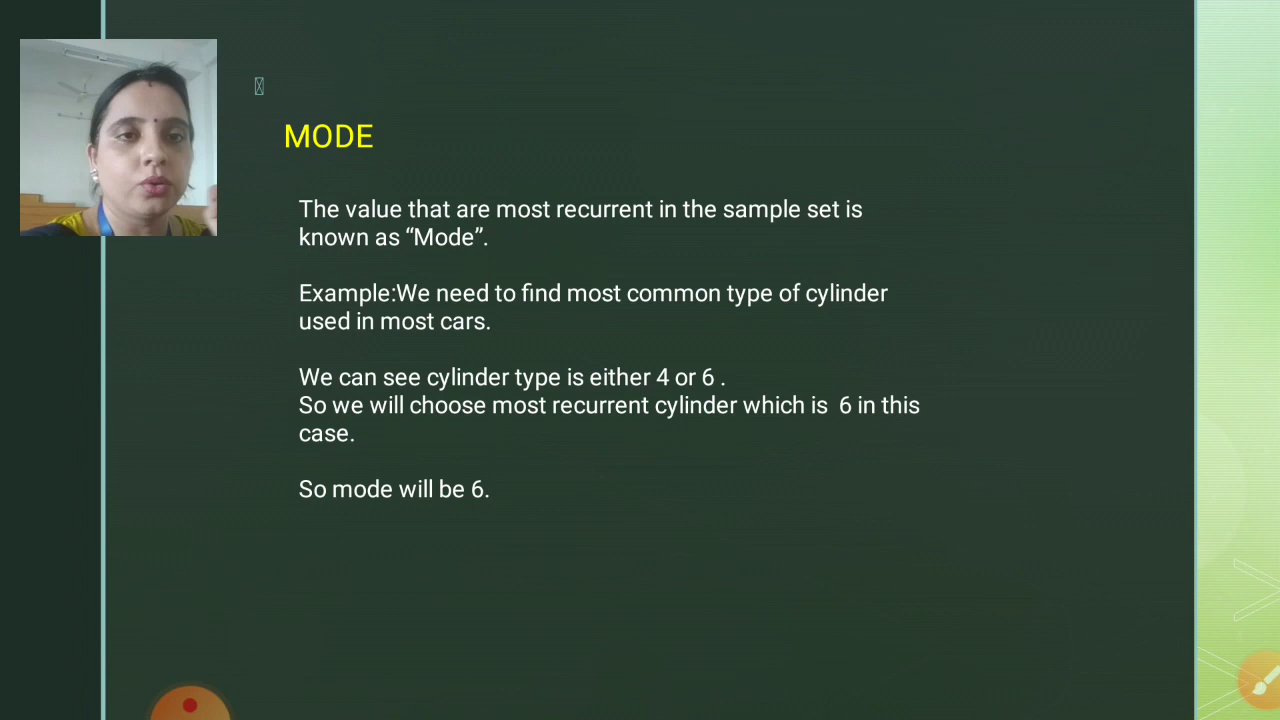 MODE
The value that are most recurrent in the sample set is
known as “Mode”.
Example:We need to find most common type of cylinder
used in most cars.
We can see cylinder type is either 4 or 6 .
So we will choose most recurrent cylinder which is  6 in this
case.
So mode will be 6.